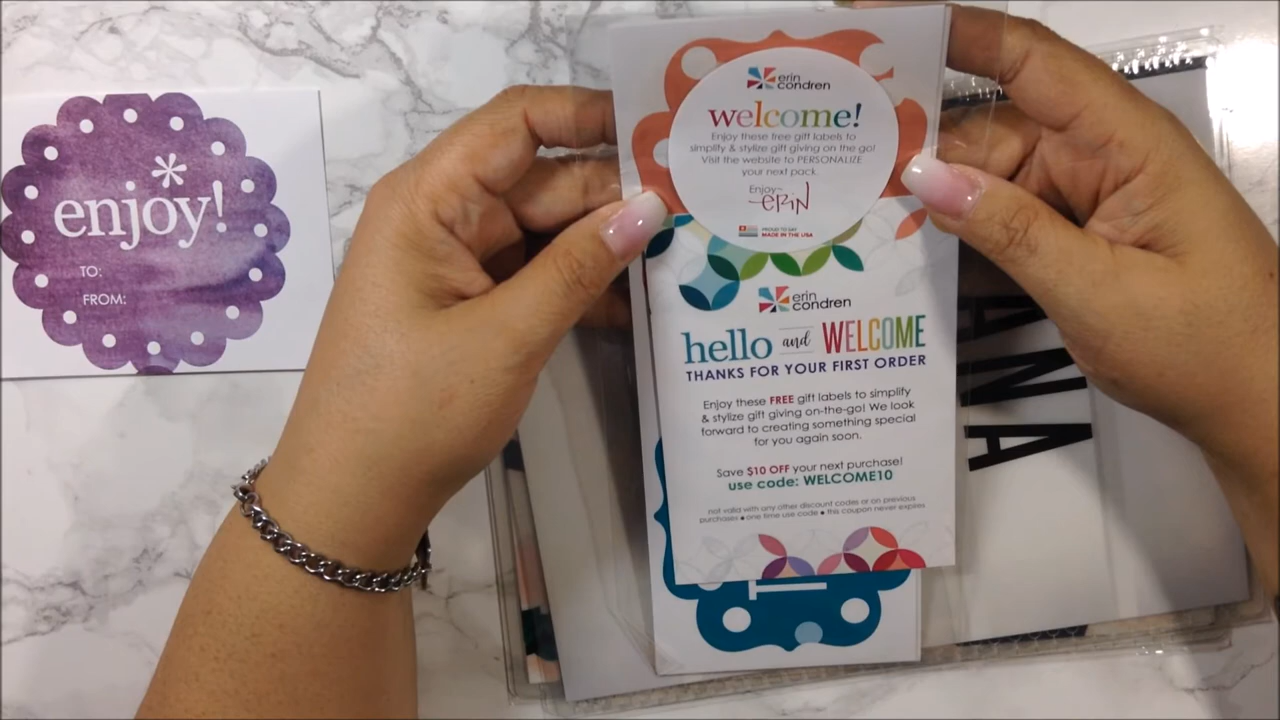 *
enjoy!
TO:
FROM:
erin
condren
welcome!
Enjoy these free gift labels to
simplify & stylize gift giving on the go!
Visit the website to PERSONALIZE
your next pack.
Enjoy~
ERIN
PROUD TO SAY
MADE IN THE USA
erin
condren
hello and WELCOME
THANKS FOR YOUR FIRST ORDER
Enjoy these FREE gift labels to simplify
& stylize gift giving on-the-go! We look
forward to creating something special
for you again soon.
Save $10 OFF your next purchase!
use code: WELCOME10
not valid with any other discount codes or on previous
purchases • one time use code • this coupon never expires
ANA